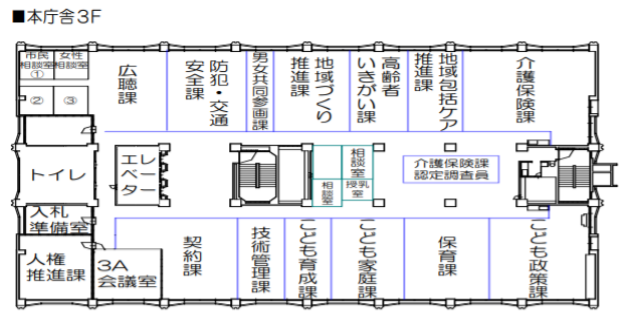 ■本庁舎3F
市民
相談室
①
女性
相談室
②
③
広聴課
防犯・交通
安全課
男女共同参画課
地域づくり
推進課
高齢者
いきがい課
地域包括ケア
推進課
介護保険課
トイレ
エレ
ベー
ター
相談室
相談室
授乳室
介護保険課
認定調査員
入札
準備室
人権
推進課
3A
会議室
契約課
技術管理課
こども育成課
こども家庭課
保育課
こども政策課